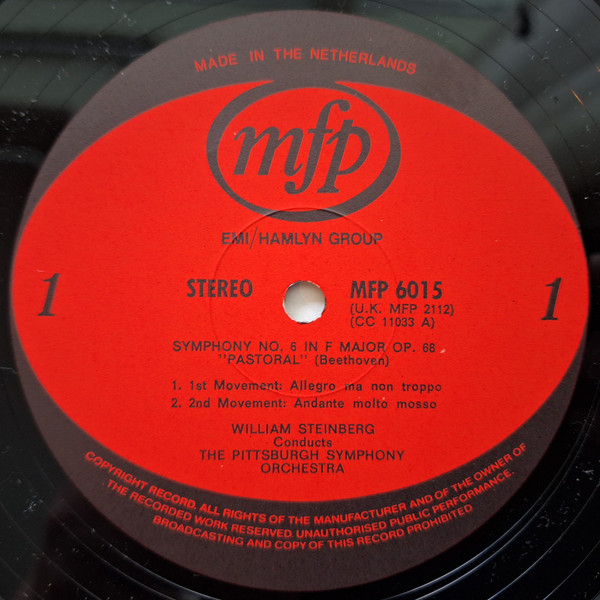 MADE IN THE NETHERLANDS
mfp
EMI/HAMLYN GROUP
STEREO MFP 6015
(U.K. MFP 2112)
1 1
(CC 11033 A)
SYMPHONY NO. 6 IN F MAJOR OP. 68
"PASTORAL" (Beethoven)
1. 1st Movement: Allegro ma non troppo
2. 2nd Movement: Andante molto mosso
WILLIAM STEINBERG
Conducts
THE PITTSBURGH SYMPHONY
ORCHESTRA
COPYRIGHT RECORD. ALL RIGHTS OF THE MANUFACTURER AND OF THE OWNER OF
THE RECORDED WORK RESERVED. UNAUTHORISED PUBLIC PERFORMANCE.
BROADCASTING AND COPY OF THIS RECORD PROHIBITED